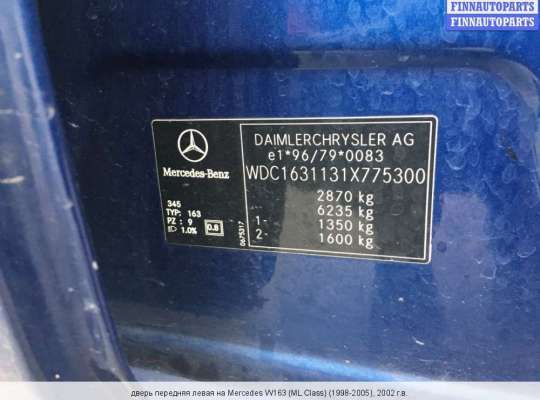 FINNAUTOPARTS
FINNAUTOPARTS
Mercedes-Benz
DAIMLERCHRYSLER AG
e1*96/79*0083
WDC1631131X775300
2870 kg
6235 kg
1- 1350 kg
2- 1600 kg
345
TYP: 163
PZ : 9
1.0% 0.8
0675317
дверь передняя левая на Mercedes W163 (ML Class) (1998-2005), 2002 г.в.